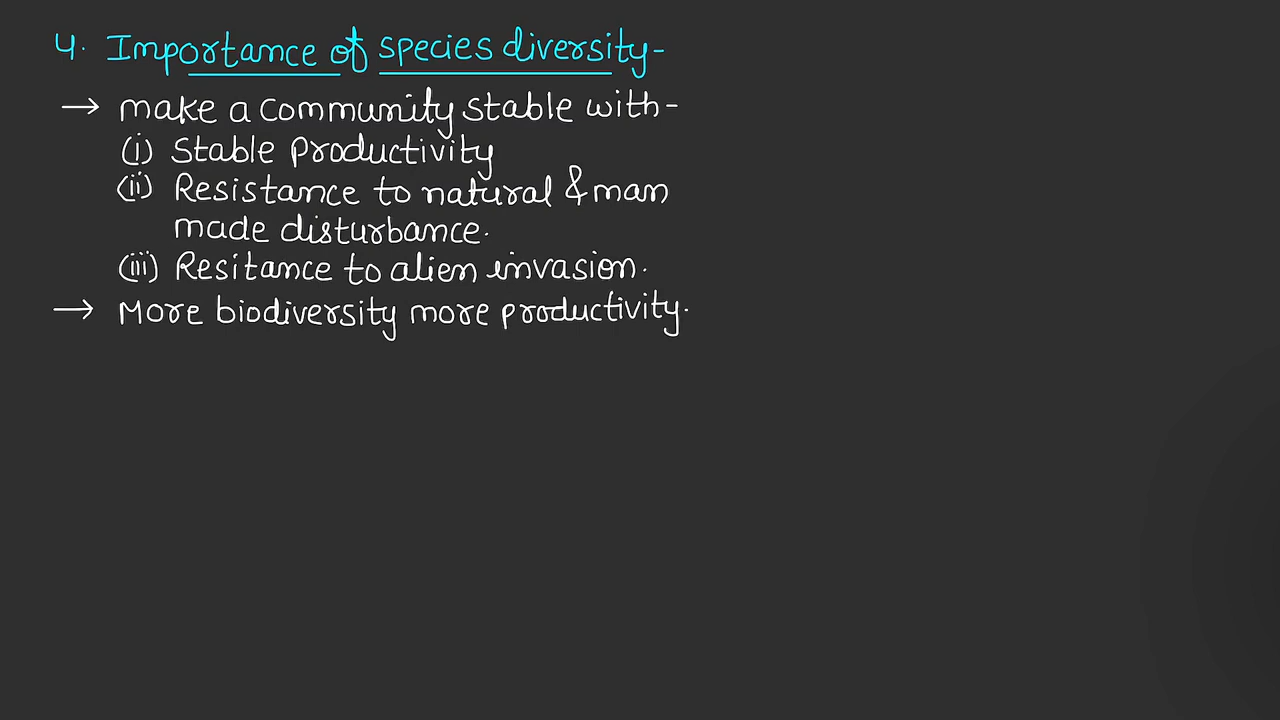 4. Importance of species diversity-
→ make a community stable with-
(i) Stable productivity
(ii) Resistance to natural & man
made disturbance.
(iii) Resitance to alien invasion.
→ More biodiversity more productivity.